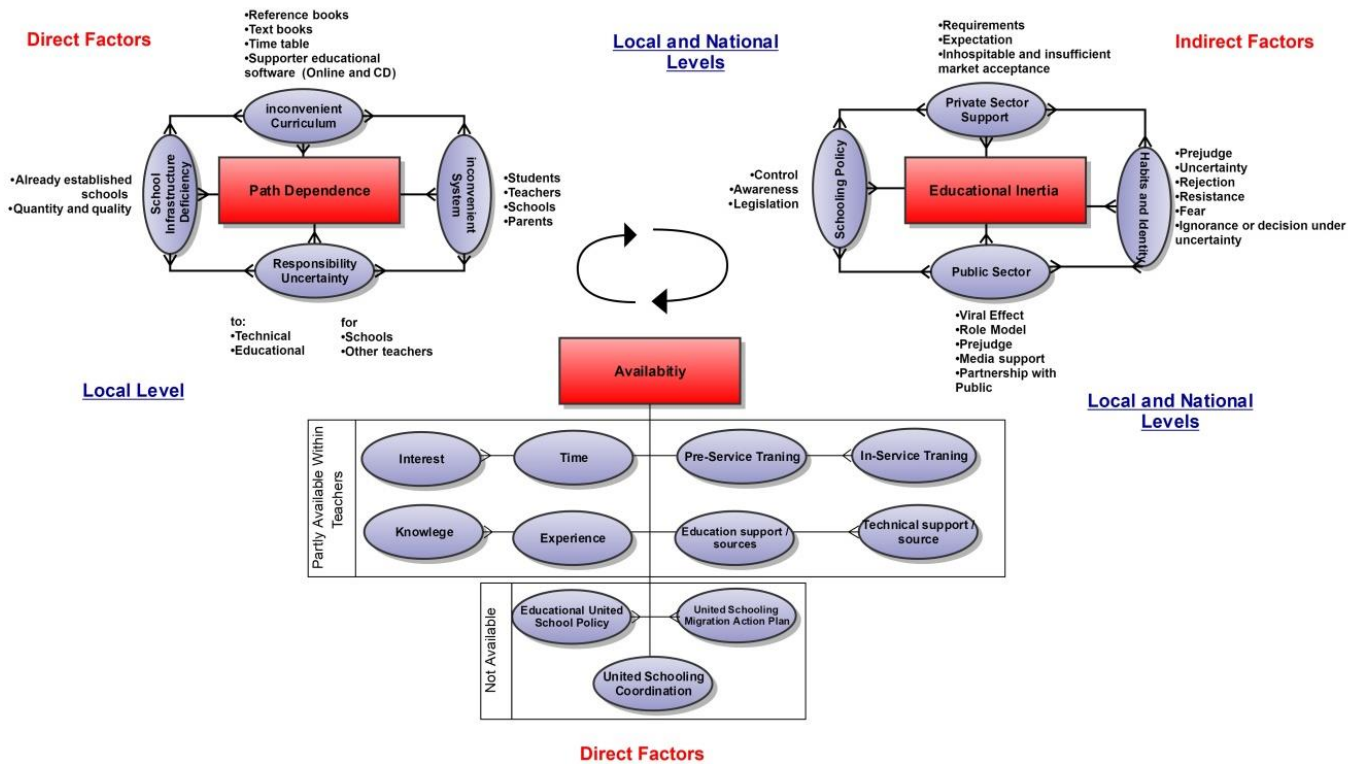 Direct Factors
•Reference books
•Text books
•Time table
•Supporter educational
software (Online and CD)
inconvenient
Curriculum
School
Infrastructure
Deficiency
Path Dependence
inconvenient
System
•Already established
schools
•Quantity and quality
•Students
•Teachers
•Schools
•Parents
Responsibility
Uncertainty
to:
•Technical
•Educational
for
•Schools
•Other teachers
Local Level
Local and National
Levels
Indirect Factors
•Requirements
•Expectation
•Inhospitable and insufficient
market acceptance
Private Sector
Support
Schooling Policy
Educational Inertia
Habits and Identity
•Control
•Awareness
•Legislation
•Prejudge
•Uncertainty
•Rejection
•Resistance
•Fear
•Ignorance or decision under
uncertainty
Public Sector
•Viral Effect
•Role Model
•Prejudge
•Media support
•Partnership with
Public
Local and National
Levels
Availabitiy
Partly Available Within
Teachers
Interest
Time
Pre-Service Traning
In-Service Traning
Knowlege
Experience
Education support /
sources
Technical support /
source
Not Available
Educational United
School Policy
United Schooling
Migration Action Plan
United Schooling
Coordination
Direct Factors